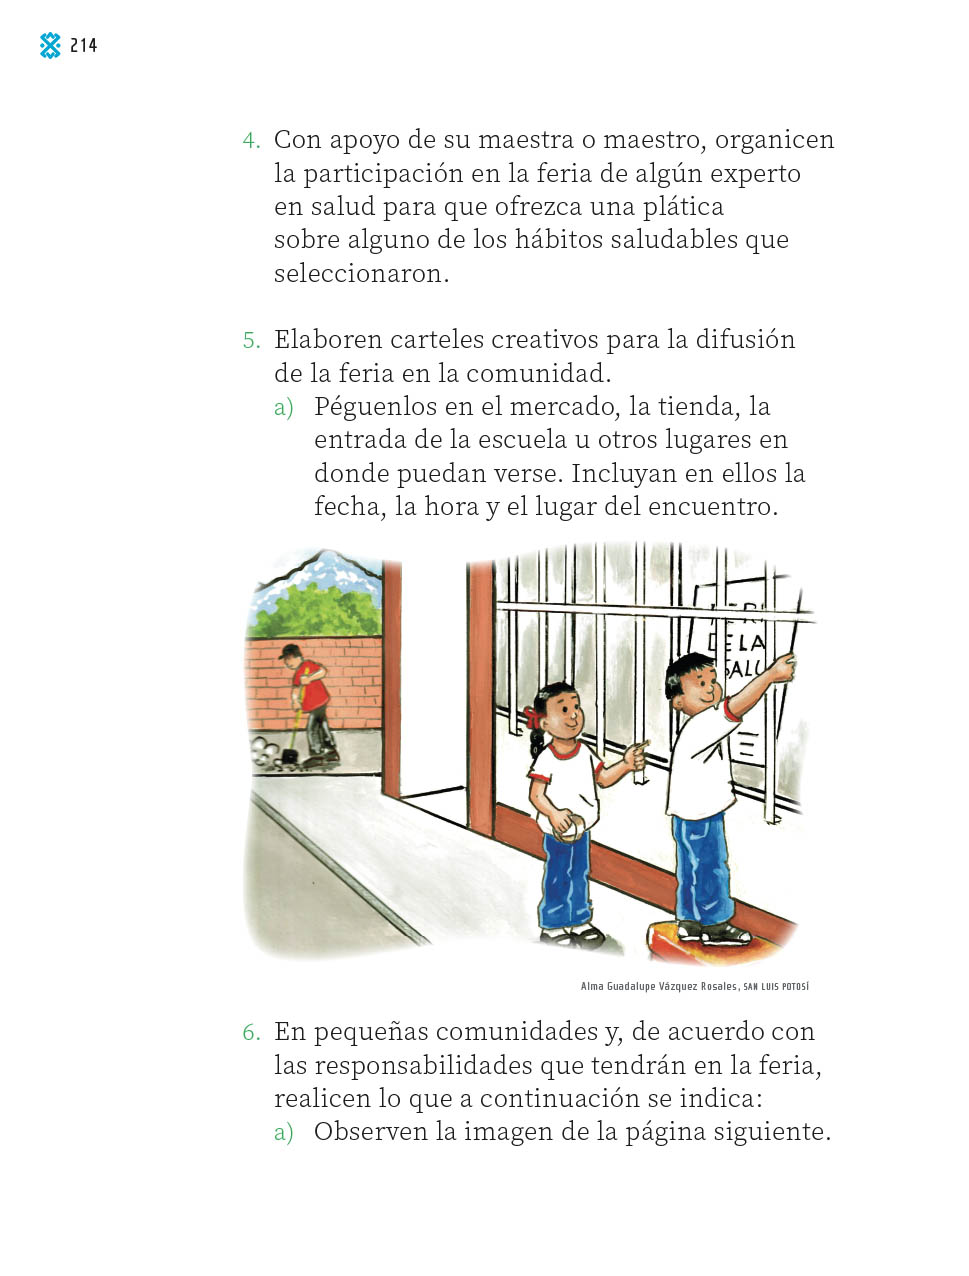 214
4. Con apoyo de su maestra o maestro, organicen
la participación en la feria de algún experto
en salud para que ofrezca una plática
sobre alguno de los hábitos saludables que
seleccionaron.
5. Elaboren carteles creativos para la difusión
de la feria en la comunidad.
a) Péguenlos en el mercado, la tienda, la
entrada de la escuela u otros lugares en
donde puedan verse. Incluyan en ellos la
fecha, la hora y el lugar del encuentro.
DE LA
Alma Guadalupe Vázquez Rosales, SAN LUIS POTOSÍ
6. En pequeñas comunidades y, de acuerdo con
las responsabilidades que tendrán en la feria,
realicen lo que a continuación se indica:
a) Observen la imagen de la página siguiente.